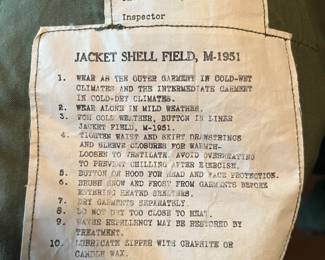 Inspector
JACKET SHELL FIELD, M-1951
1. WEAR AS THE OUTER GARMENT IN COLD-WET
CLIMATES AND THE INTERMEDIATE GARMENT
IN COLD-DRY CLIMATES.
2. WEAR ALONE IN MILD WEATHER.
3. FOR COLD WEATHER, BUTTON IN LINER
JACKET FIELD, M-1951.
4. TIGHTEN WAIST AND SKIRT DRAWSTRINGS
AND SLEEVE CLOSURES FOR WARMTH-
LOOSEN TO VENTILATE. AVOID OVERHEATING
TO PREVENT CHILLING AFTER EXERCISE.
5. BUTTON ON HOOD FOR HEAD AND FACE PROTECTION.
6. BRUSH SNOW AND FROST FROM GARMENTS BEFORE
ENTERING HEATED SHELTERS.
7. DRY GARMENTS SEPARATELY.
8. DO NOT DRY TOO CLOSE TO HEAT.
9. WATER REPELLENCY MAY BE RESTORED BY
TREATMENT.
10. LUBRICATE ZIPPER WITH GRAPHITE OR
CANDLE WAX.